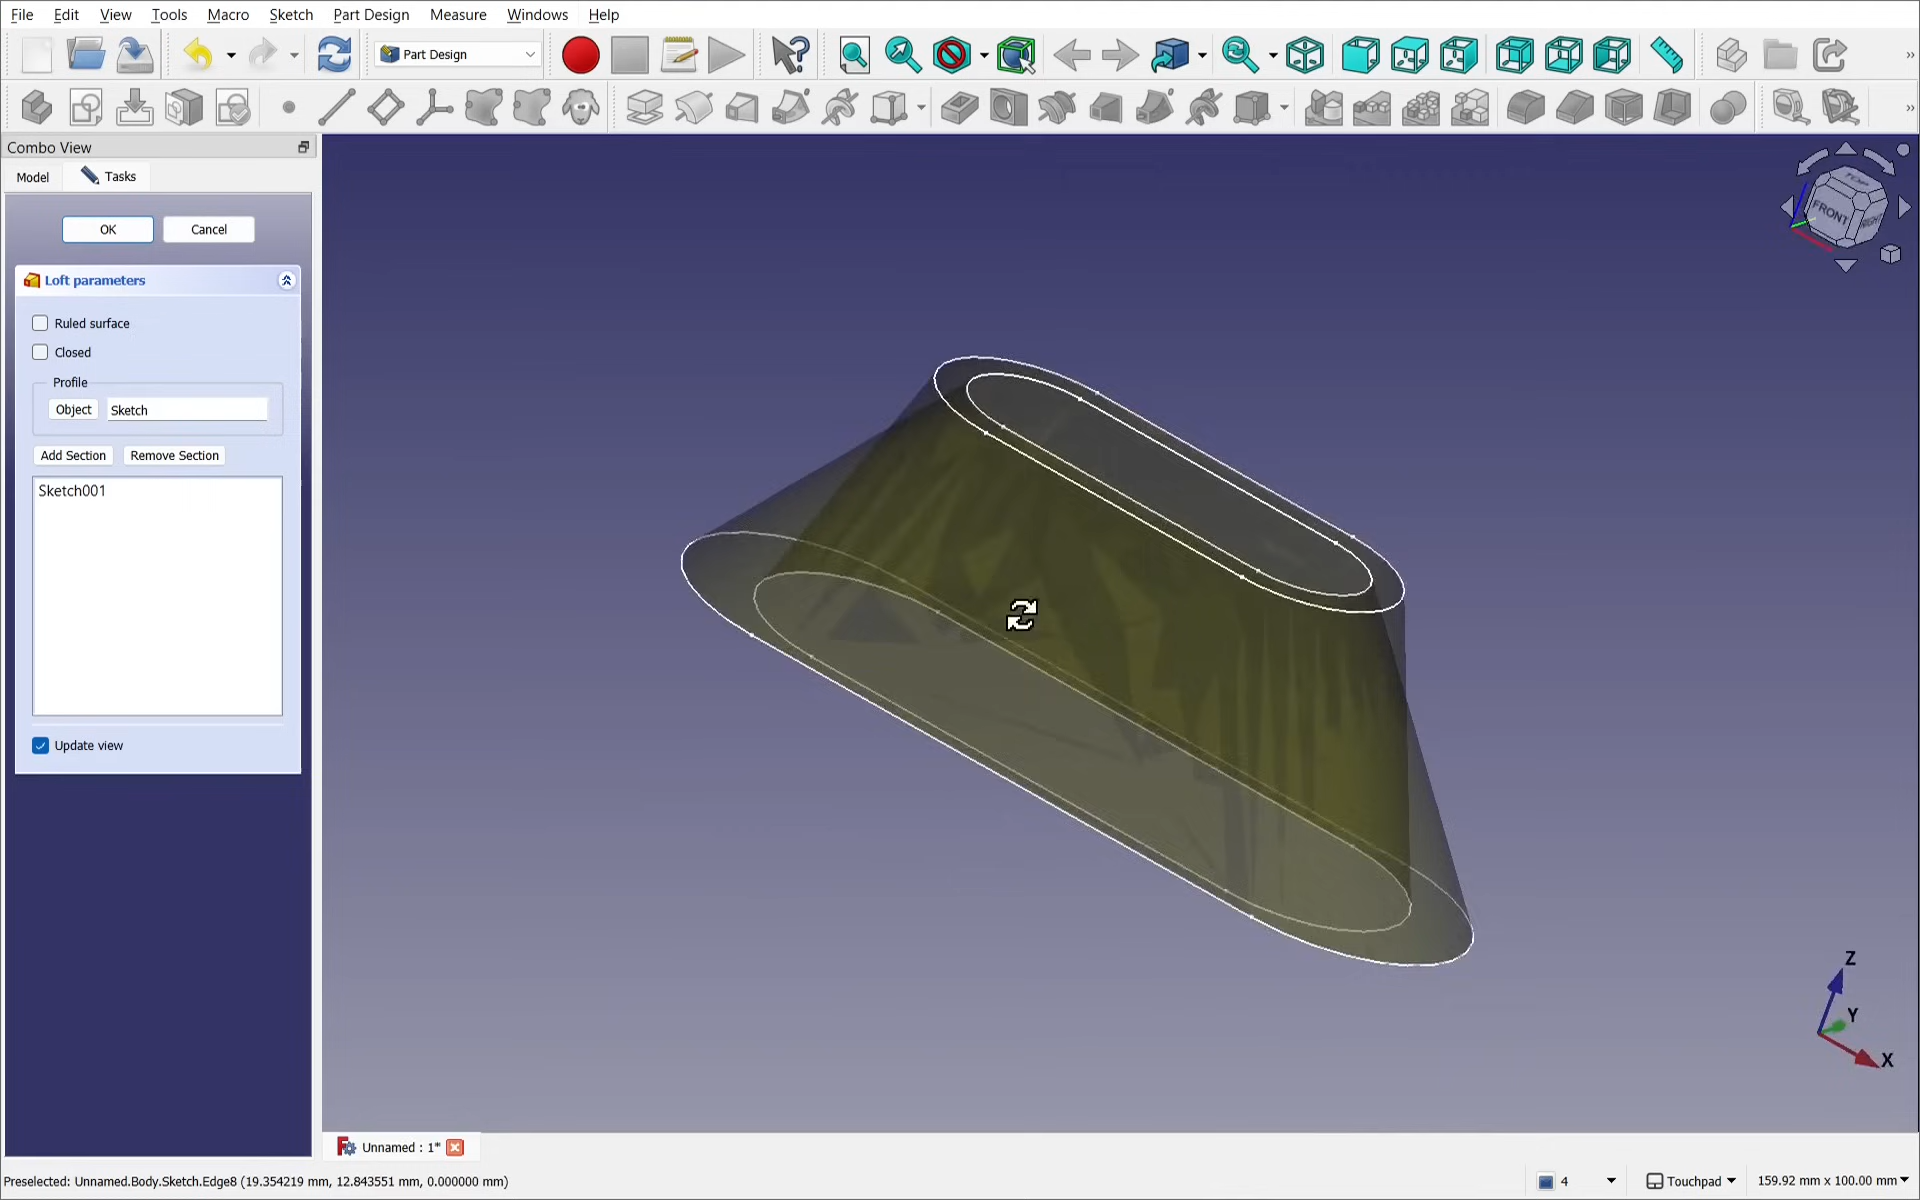 File Edit View Tools Macro Sketch Part Design Measure Windows Help
Part Design
»
»
Combo View
Model Tasks
OK Cancel
Loft parameters
Ruled surface
Closed
Profile
Object Sketch
Add Section Remove Section
Sketch001
Update view
TOP
FRONT
RIGHT
Z
Y
X
Unnamed : 1*
Preselected: Unnamed.Body.Sketch.Edge8 (19.354219 mm, 12.843551 mm, 0.000000 mm) 4 Touchpad 159.92 mm x 100.00 mm